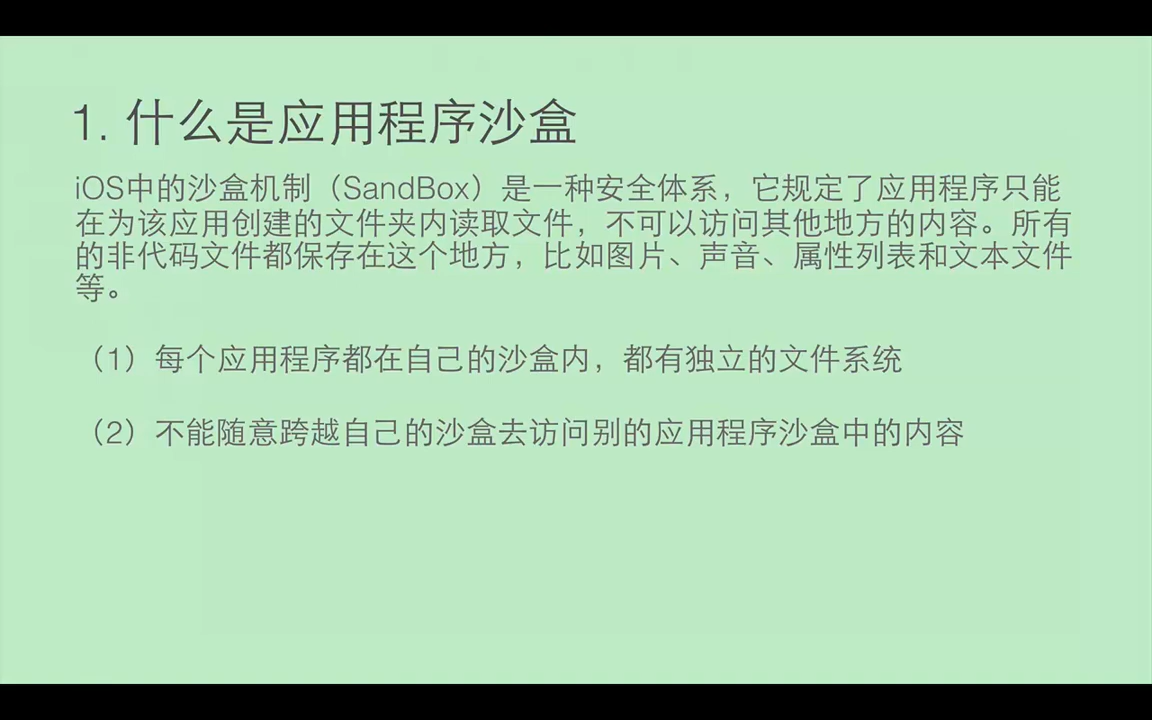 1. 什么是应用程序沙盒
iOS中的沙盒机制（SandBox）是一种安全体系，它规定了应用程序只能
在为该应用创建的文件夹内读取文件，不可以访问其他地方的内容。所有
的非代码文件都保存在这个地方，比如图片、声音、属性列表和文本文件
等。
（1）每个应用程序都在自己的沙盒内，都有独立的文件系统
（2）不能随意跨越自己的沙盒去访问别的应用程序沙盒中的内容